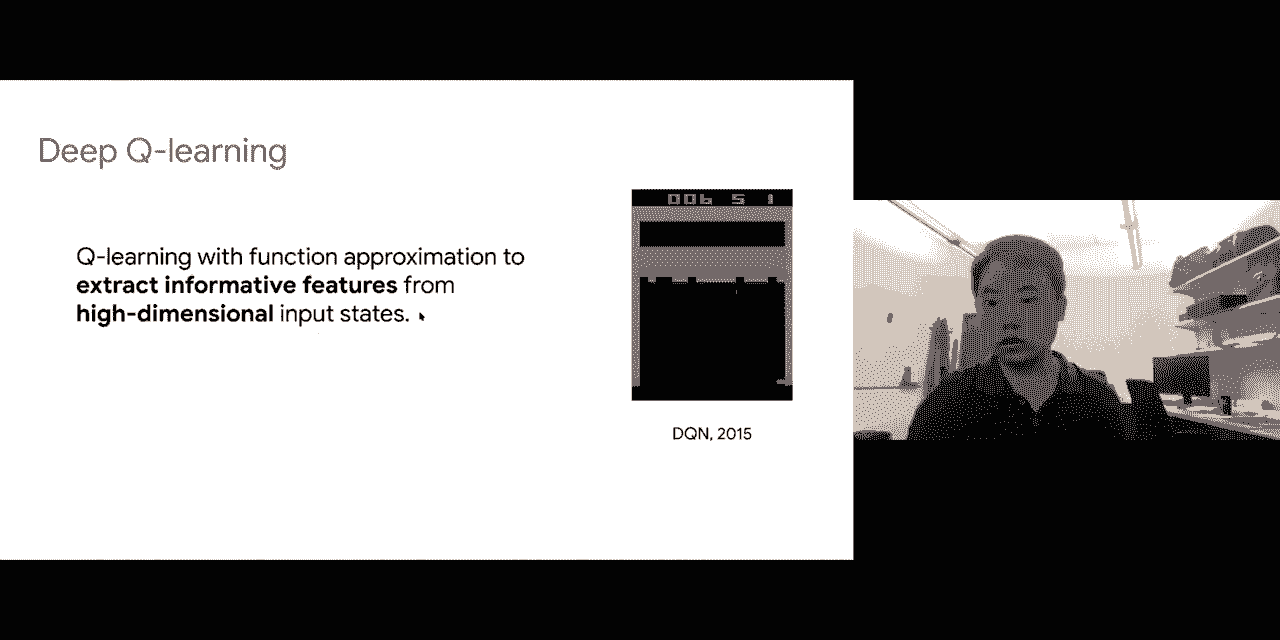 Deep Q-learning
Q-learning with function approximation to
extract informative features from
high-dimensional input states.
006 5 1
DQN, 2015